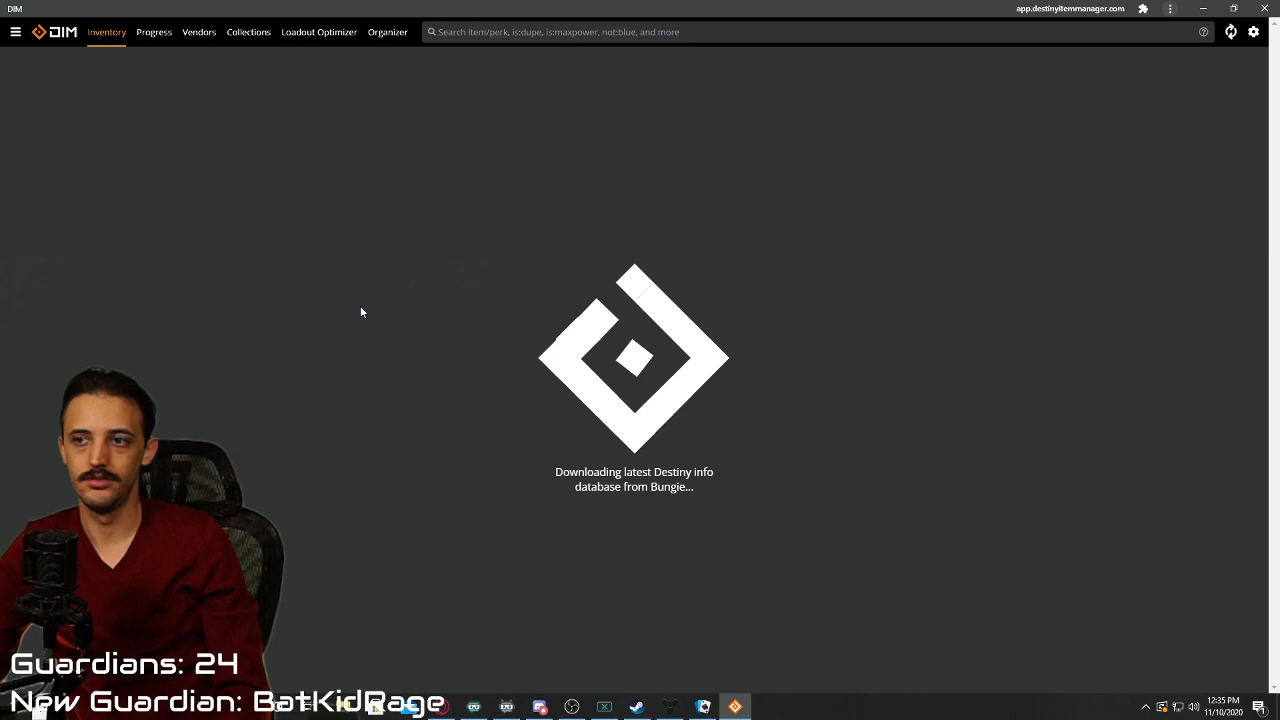 DIM
app.destinyitemmanager.com
DIM
Inventory
Progress
Vendors
Collections
Loadout Optimizer
Organizer
Search item/perk, is:dupe, is:maxpower, not:blue, and more
Downloading latest Destiny info
database from Bungie...
Guardians: 24
New Guardian: BatKidRage
12:35 PM
11/10/2020